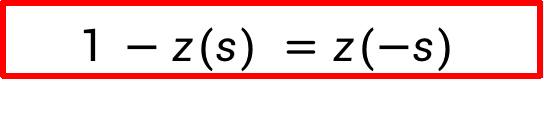 1 − z(s) = z(−s)